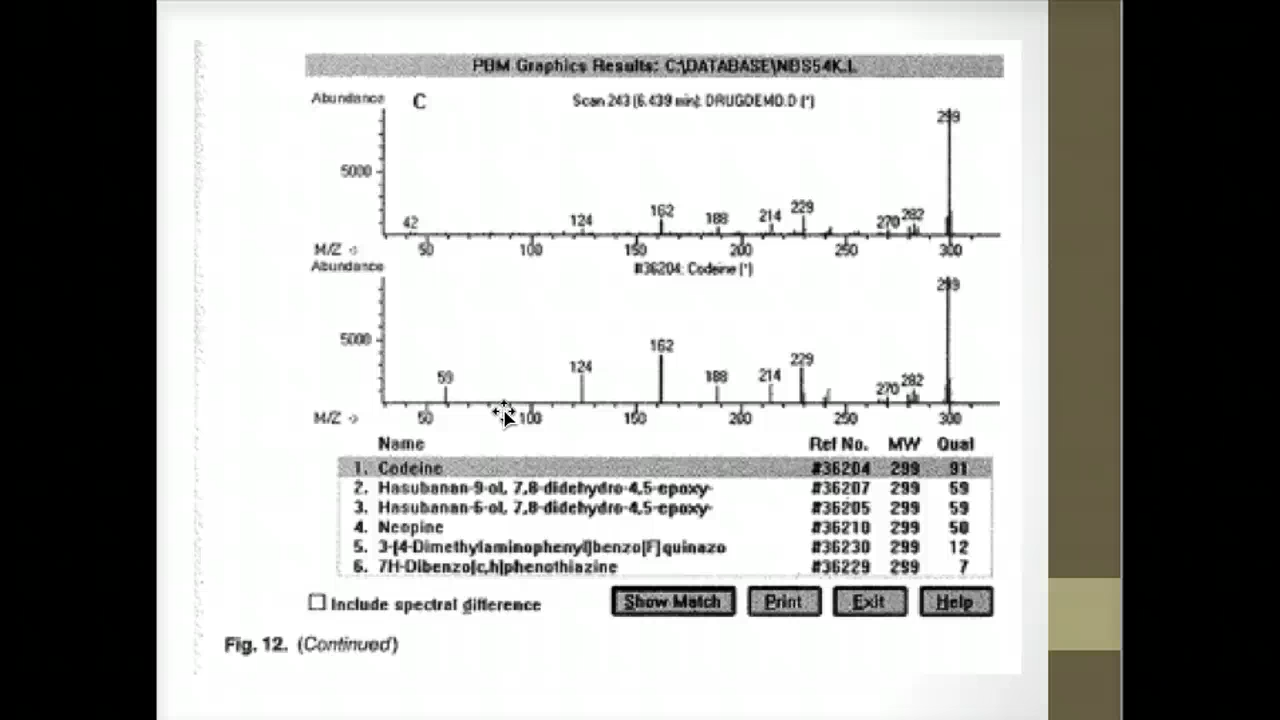 PBM Graphics Results: C:\DATABASE\NBS54K.L
Abundance C Scan 243 (6.439 min): DRUGDEMO.D (*)
299
5000
42 124 162 188 214 229 270 282
M/Z -> 50 100 150 200 250 300
Abundance #36204: Codeine (*)
299
5000
59 124 162 188 214 229 270 282
M/Z -> 50 100 150 200 250 300
Name Ref No. MW Qual
1. Codeine #36204 299 91
2. Hasubanan-9-ol, 7,8-didehydro-4,5-epoxy- #36207 299 59
3. Hasubanan-6-ol, 7,8-didehydro-4,5-epoxy- #36205 299 59
4. Neopine #36210 299 50
5. 3-[4-Dimethylaminophenyl]benzo[F]quinazo #36230 299 12
6. 7H-Dibenzo[c,h]phenothiazine #36229 299 7
Include spectral difference Show Match Print Exit Help
Fig. 12. (Continued)